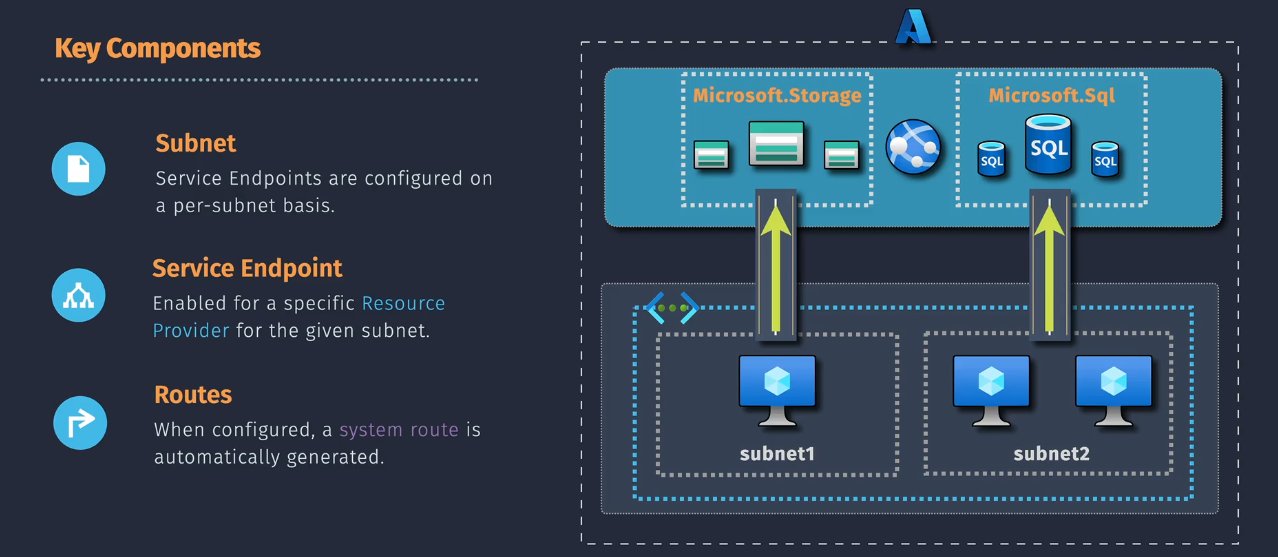 Key Components
Subnet
Service Endpoints are configured on
a per-subnet basis.
Service Endpoint
Enabled for a specific Resource
Provider for the given subnet.
Routes
When configured, a system route is
automatically generated.
Microsoft.Storage
Microsoft.Sql
SQL
SQL
SQL
subnet1
subnet2